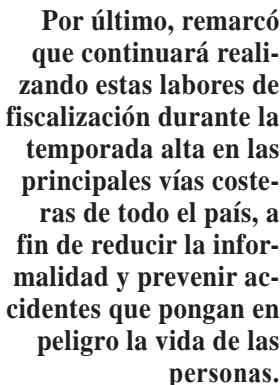 Por último, remarcó
que continuará reali-
zando estas labores de
fiscalización durante la
temporada alta en las
principales vías coste-
ras de todo el país, a
fin de reducir la infor-
malidad y prevenir ac-
cidentes que pongan en
peligro la vida de las
personas.